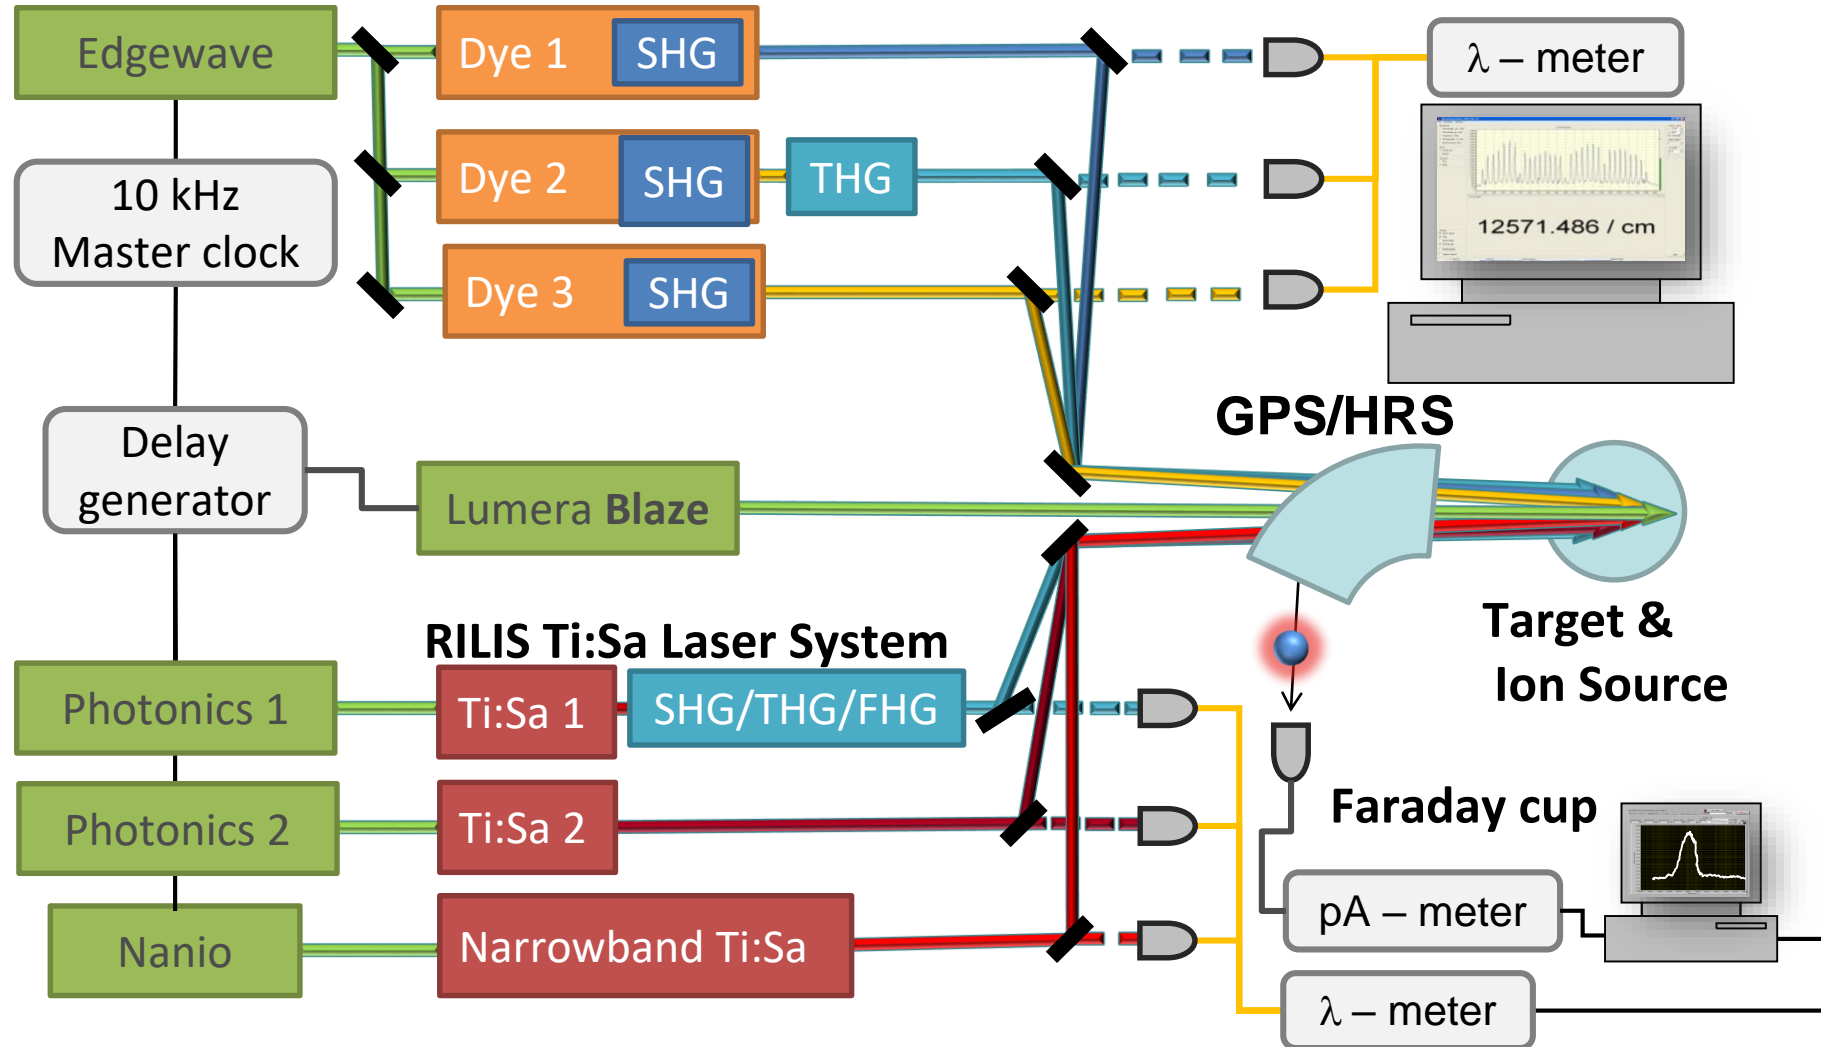 Edgewave
Dye 1
SHG
λ – meter
Dye 2
SHG
THG
10 kHz
Master clock
12571.486 / cm
Dye 3
SHG
GPS/HRS
Delay
generator
Lumera Blaze
Target &
Ion Source
RILIS Ti:Sa Laser System
Photonics 1
Ti:Sa 1
SHG/THG/FHG
Photonics 2
Ti:Sa 2
Faraday cup
pA – meter
Nanio
Narrowband Ti:Sa
λ – meter